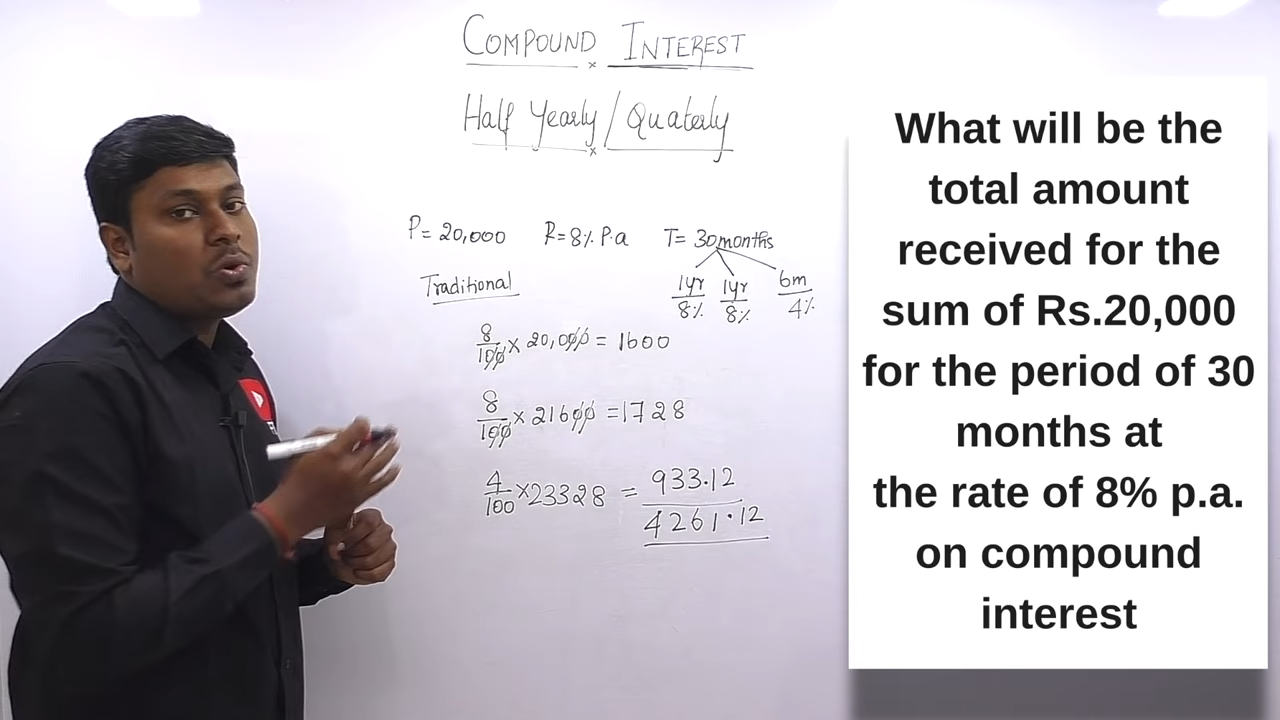 COMPOUND INTEREST
Half Yearly / Quaterly
P = 20,000 R=8% P.a T= 30months
1yr 1yr 6m
8% 8% 4%
Traditional
8/100 × 20,000 = 1600
8/100 × 21600 = 1728
4/100 × 23328 = 933.12
4261.12
What will be the
total amount
received for the
sum of Rs.20,000
for the period of 30
months at
the rate of 8% p.a.
on compound
interest